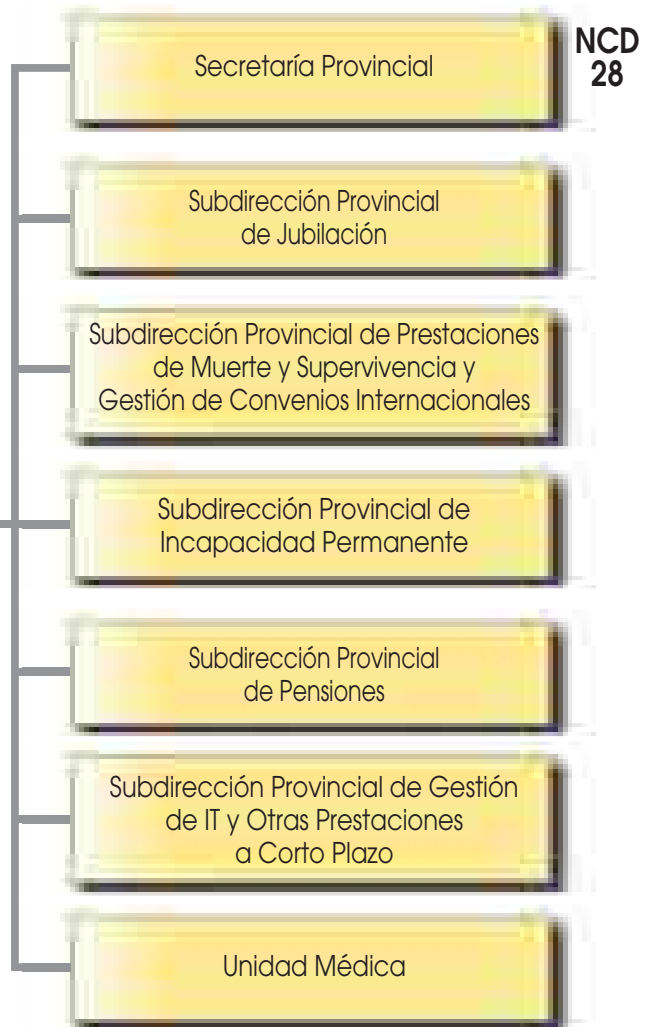 Secretaría Provincial
NCD
28
Subdirección Provincial
de Jubilación
Subdirección Provincial de Prestaciones
de Muerte y Supervivencia y
Gestión de Convenios Internacionales
Subdirección Provincial de
Incapacidad Permanente
Subdirección Provincial
de Pensiones
Subdirección Provincial de Gestión
de IT y Otras Prestaciones
a Corto Plazo
Unidad Médica